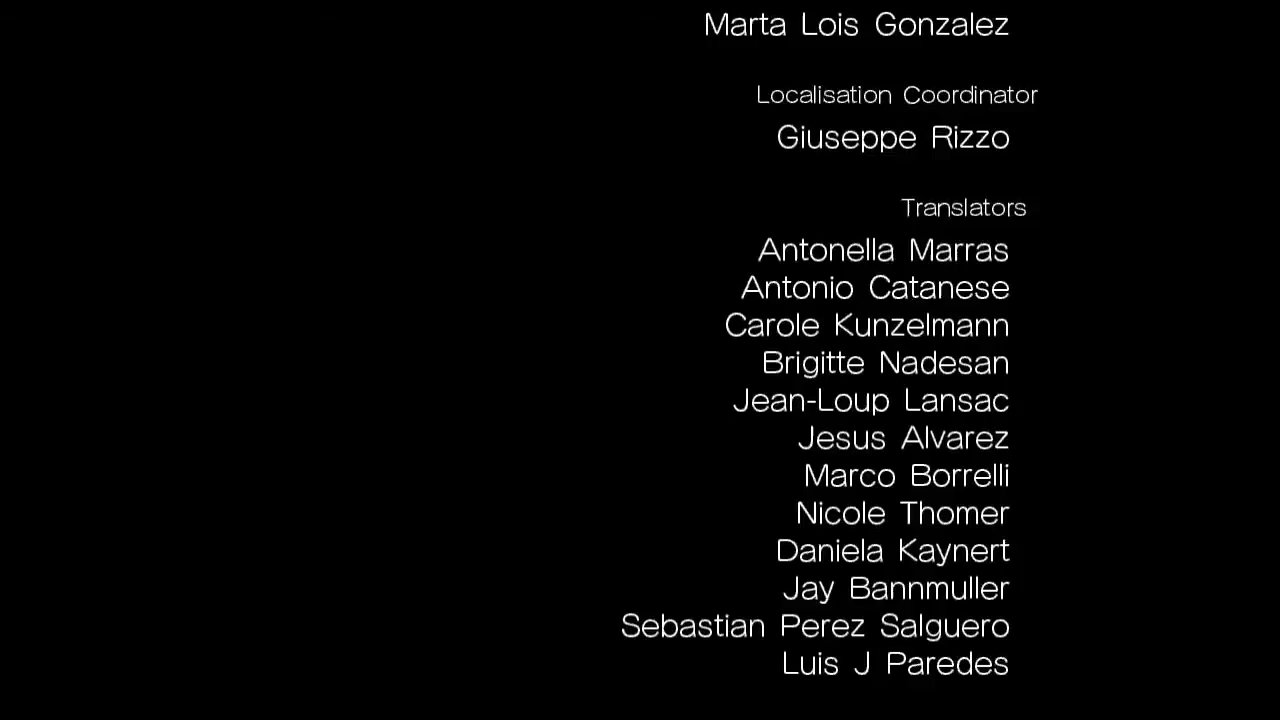 Marta Lois Gonzalez
Localisation Coordinator
Giuseppe Rizzo
Translators
Antonella Marras
Antonio Catanese
Carole Kunzelmann
Brigitte Nadesan
Jean-Loup Lansac
Jesus Alvarez
Marco Borrelli
Nicole Thomer
Daniela Kaynert
Jay Bannmuller
Sebastian Perez Salguero
Luis J Paredes